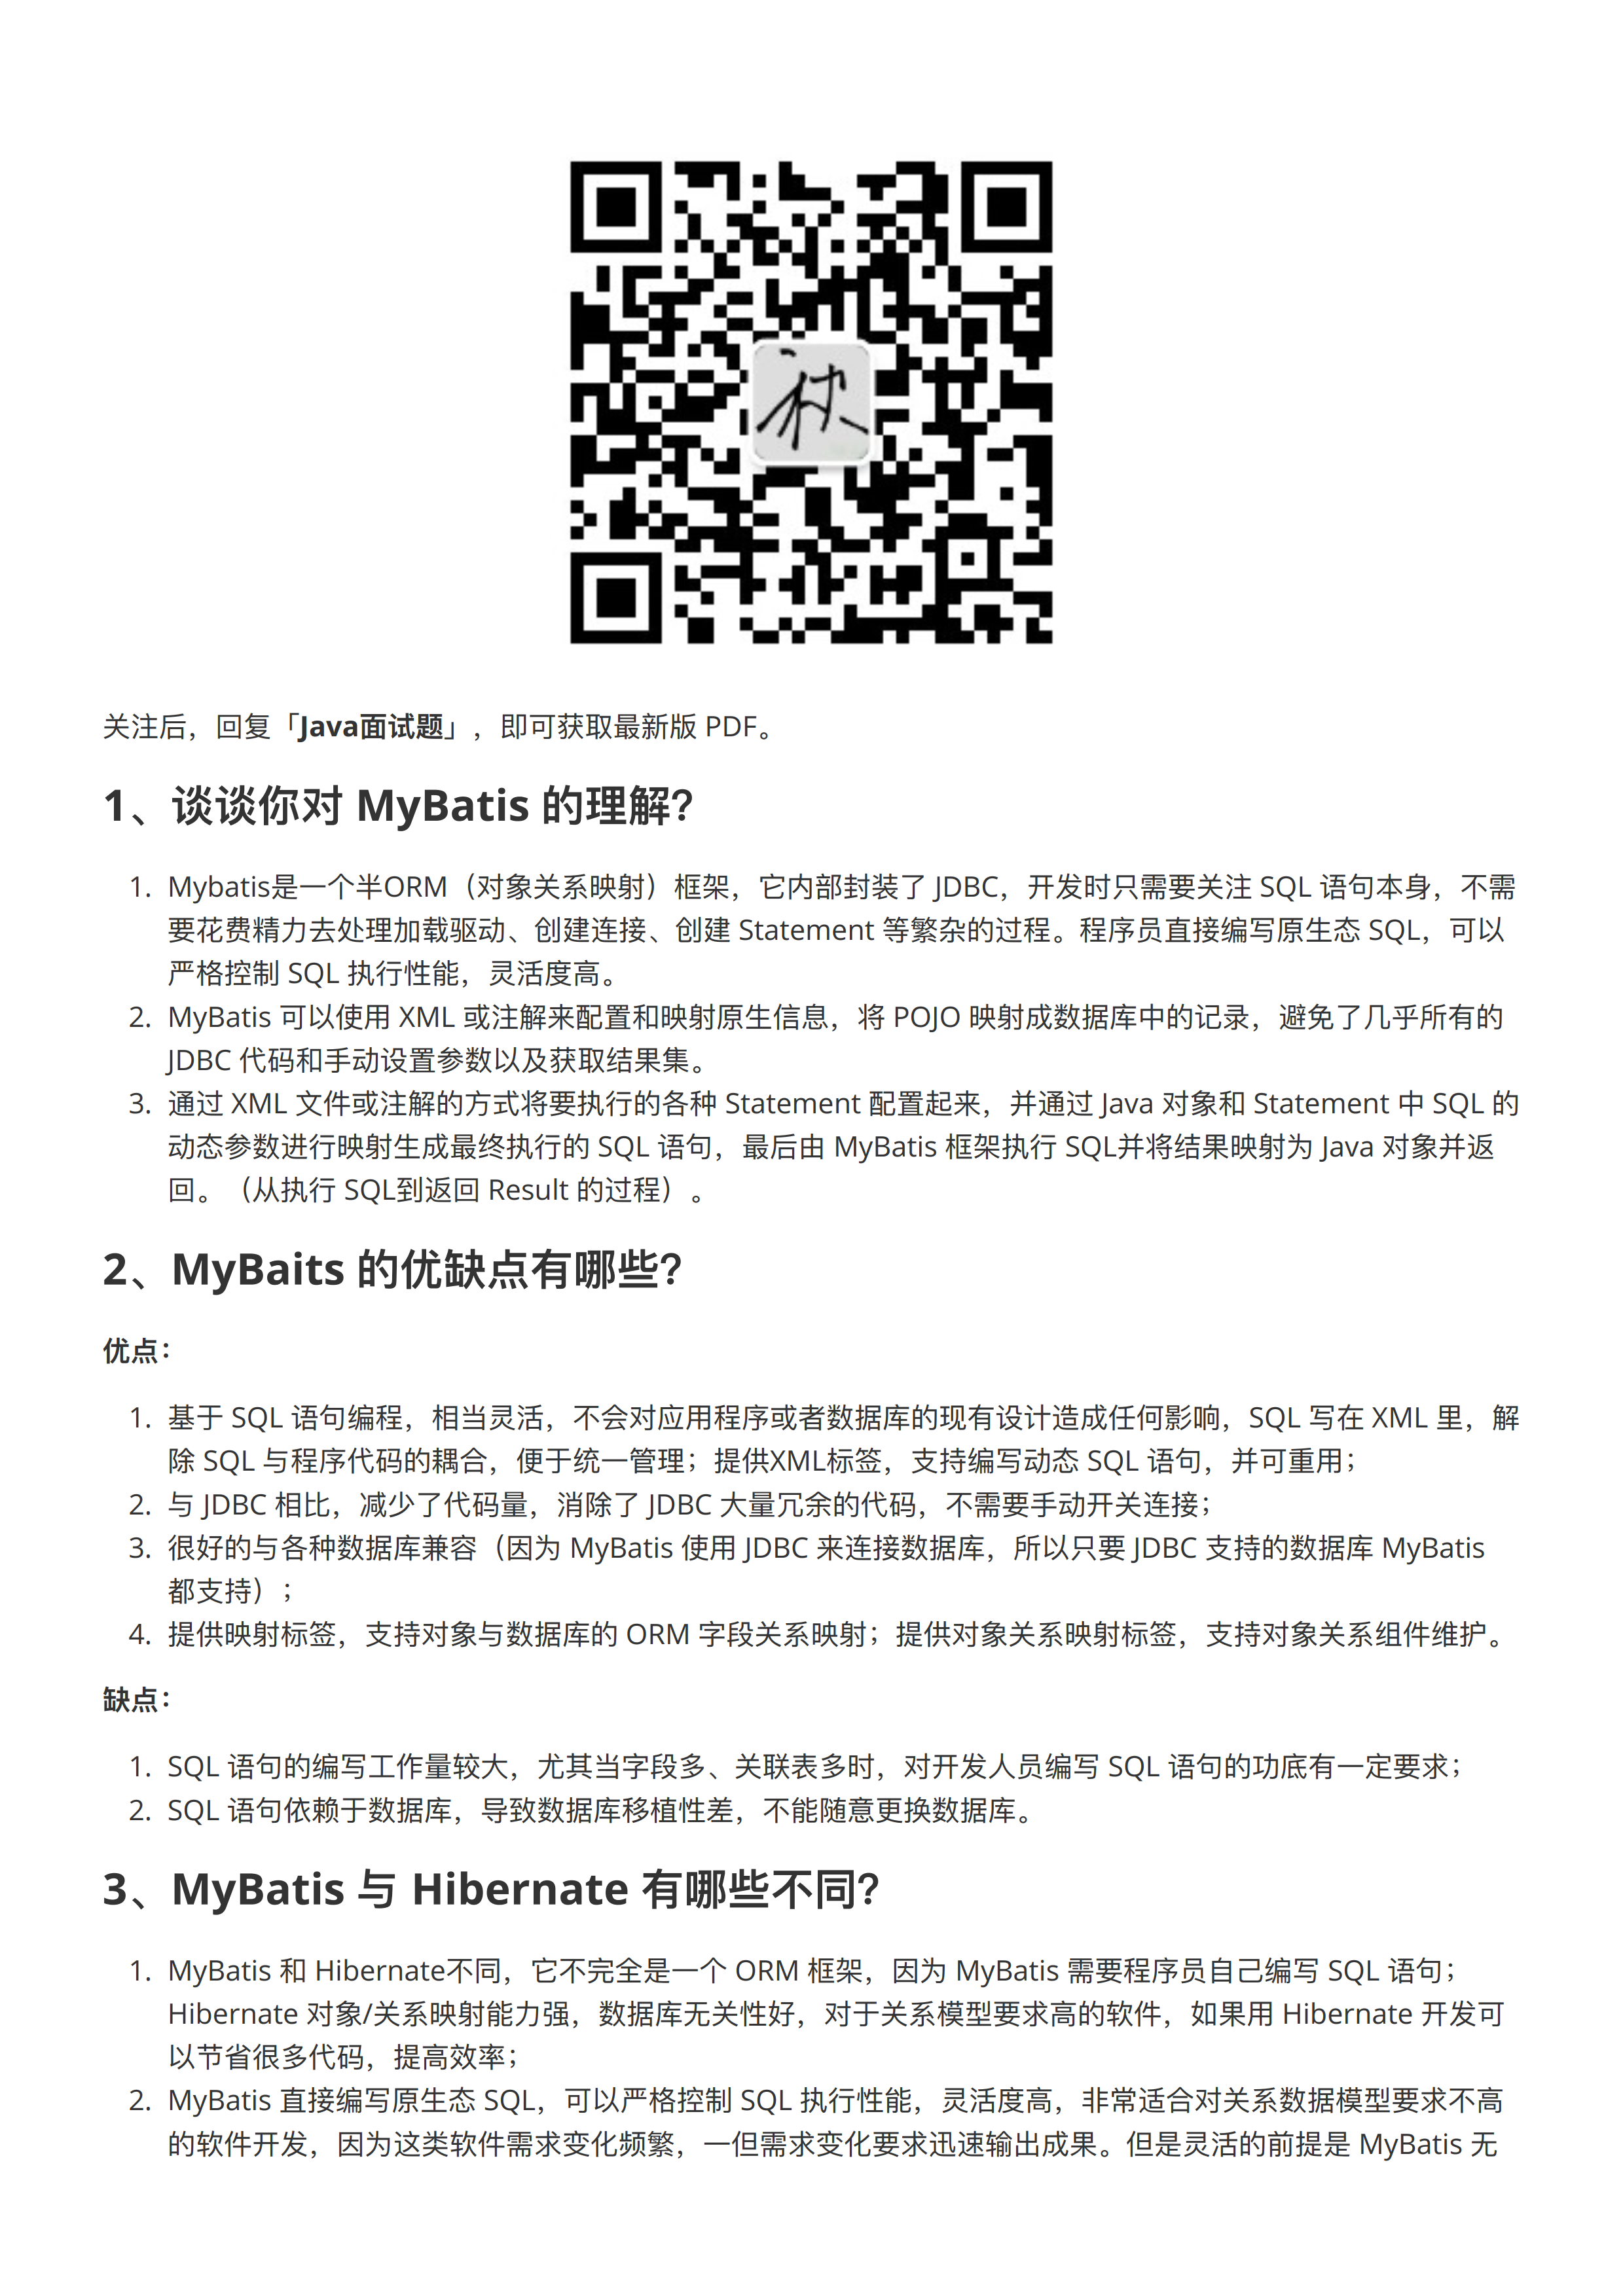 关注后，回复「Java面试题」，即可获取最新版 PDF。
1、谈谈你对 MyBatis 的理解？
1. Mybatis是一个半ORM（对象关系映射）框架，它内部封装了 JDBC，开发时只需要关注 SQL 语句本身，不需
要花费精力去处理加载驱动、创建连接、创建 Statement 等繁杂的过程。程序员直接编写原生态 SQL，可以
严格控制 SQL 执行性能，灵活度高。
2. MyBatis 可以使用 XML 或注解来配置和映射原生信息，将 POJO 映射成数据库中的记录，避免了几乎所有的
JDBC 代码和手动设置参数以及获取结果集。
3. 通过 XML 文件或注解的方式将要执行的各种 Statement 配置起来，并通过 Java 对象和 Statement 中 SQL 的
动态参数进行映射生成最终执行的 SQL 语句，最后由 MyBatis 框架执行 SQL并将结果映射为 Java 对象并返
回。（从执行 SQL到返回 Result 的过程）。
2、MyBaits 的优缺点有哪些？
优点：
1. 基于 SQL 语句编程，相当灵活，不会对应用程序或者数据库的现有设计造成任何影响，SQL 写在 XML 里，解
除 SQL 与程序代码的耦合，便于统一管理；提供XML标签，支持编写动态 SQL 语句，并可重用；
2. 与 JDBC 相比，减少了代码量，消除了 JDBC 大量冗余的代码，不需要手动开关连接；
3. 很好的与各种数据库兼容（因为 MyBatis 使用 JDBC 来连接数据库，所以只要 JDBC 支持的数据库 MyBatis
都支持）；
4. 提供映射标签，支持对象与数据库的 ORM 字段关系映射；提供对象关系映射标签，支持对象关系组件维护。
缺点：
1. SQL 语句的编写工作量较大，尤其当字段多、关联表多时，对开发人员编写 SQL 语句的功底有一定要求；
2. SQL 语句依赖于数据库，导致数据库移植性差，不能随意更换数据库。
3、MyBatis 与 Hibernate 有哪些不同？
1. MyBatis 和 Hibernate不同，它不完全是一个 ORM 框架，因为 MyBatis 需要程序员自己编写 SQL 语句；
Hibernate 对象/关系映射能力强，数据库无关性好，对于关系模型要求高的软件，如果用 Hibernate 开发可
以节省很多代码，提高效率；
2. MyBatis 直接编写原生态 SQL，可以严格控制 SQL 执行性能，灵活度高，非常适合对关系数据模型要求不高
的软件开发，因为这类软件需求变化频繁，一但需求变化要求迅速输出成果。但是灵活的前提是 MyBatis 无